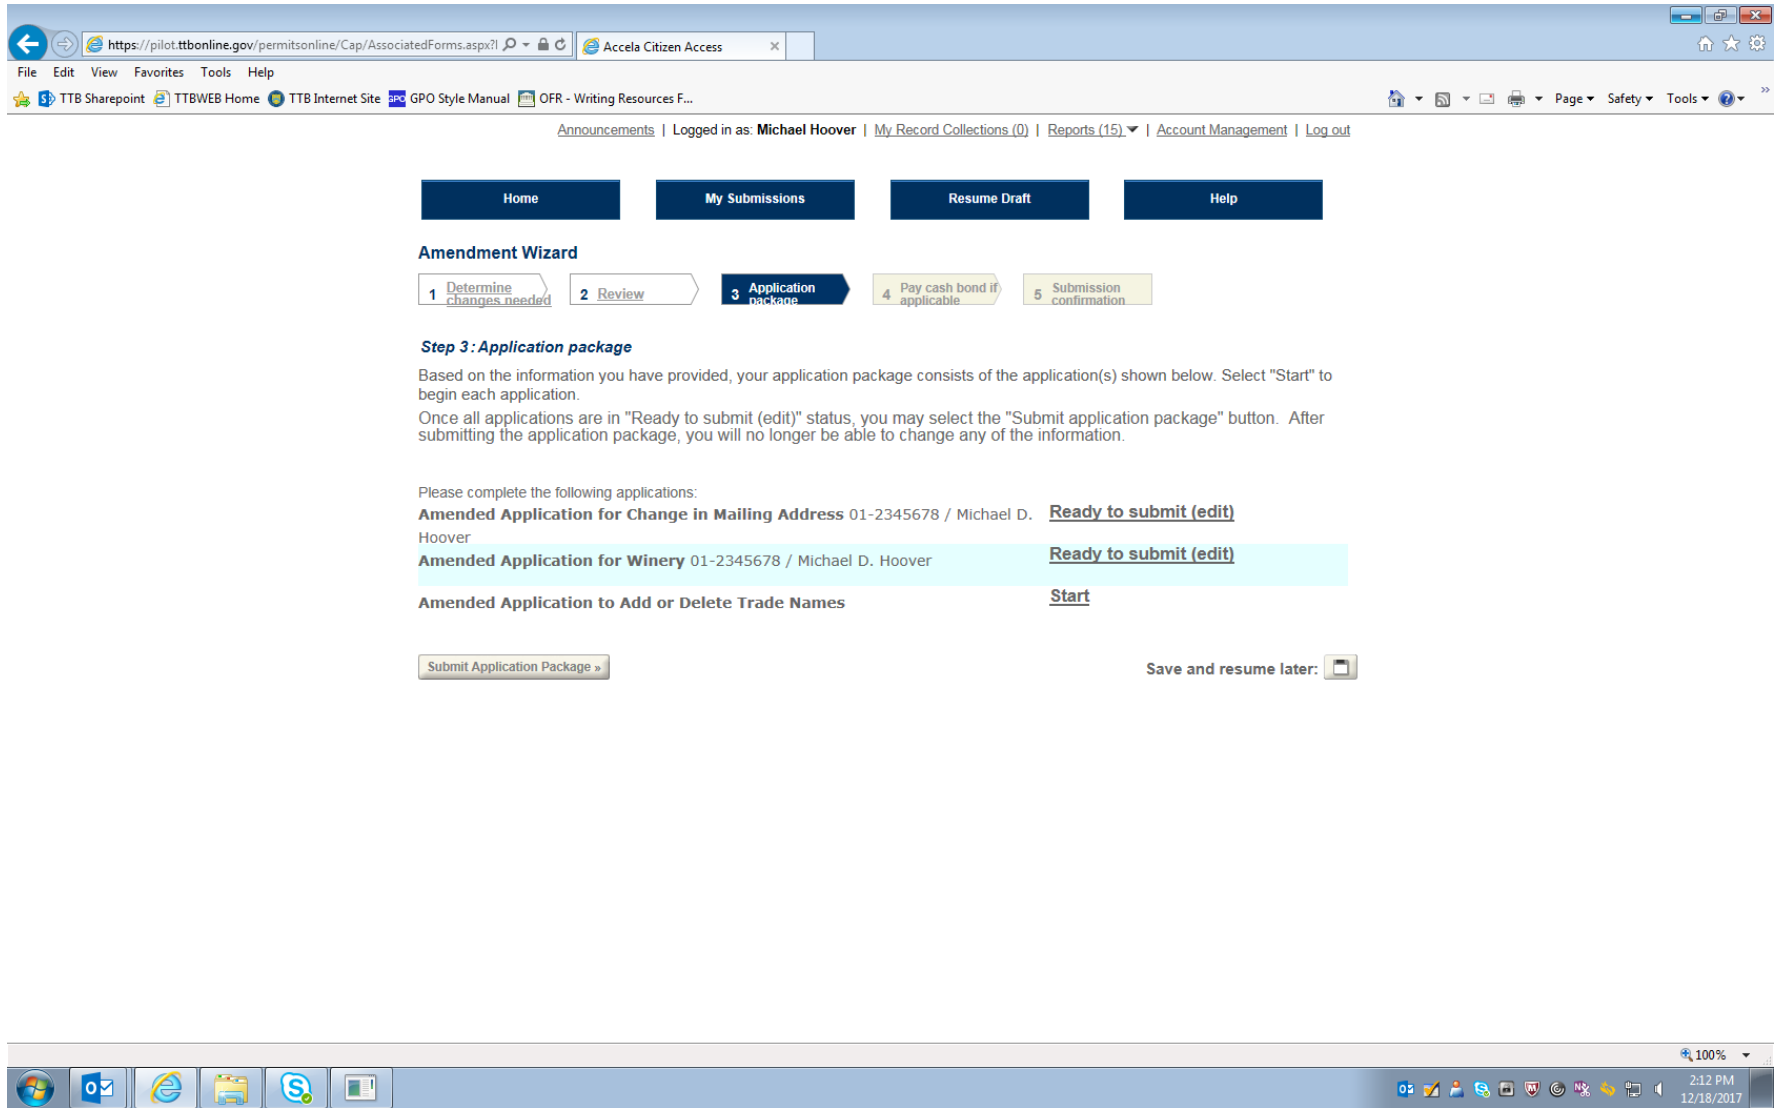 https://pilot.ttbonline.gov/permitsonline/Cap/AssociatedForms.aspx?l
Accela Citizen Access
File Edit View Favorites Tools Help
TTB Sharepoint TTBWEB Home TTB Internet Site GPO GPO Style Manual OFR - Writing Resources F...
Page Safety Tools
Announcements | Logged in as: Michael Hoover | My Record Collections (0) | Reports (15) | Account Management | Log out
Home My Submissions Resume Draft Help
Amendment Wizard
1 Determine changes needed
2 Review
3 Application package
4 Pay cash bond if applicable
5 Submission confirmation
Step 3: Application package
Based on the information you have provided, your application package consists of the application(s) shown below. Select "Start" to
begin each application.
Once all applications are in "Ready to submit (edit)" status, you may select the "Submit application package" button. After
submitting the application package, you will no longer be able to change any of the information.
Please complete the following applications:
Amended Application for Change in Mailing Address 01-2345678 / Michael D. Hoover Ready to submit (edit)
Amended Application for Winery 01-2345678 / Michael D. Hoover Ready to submit (edit)
Amended Application to Add or Delete Trade Names Start
Submit Application Package » Save and resume later:
100%
2:12 PM
12/18/2017